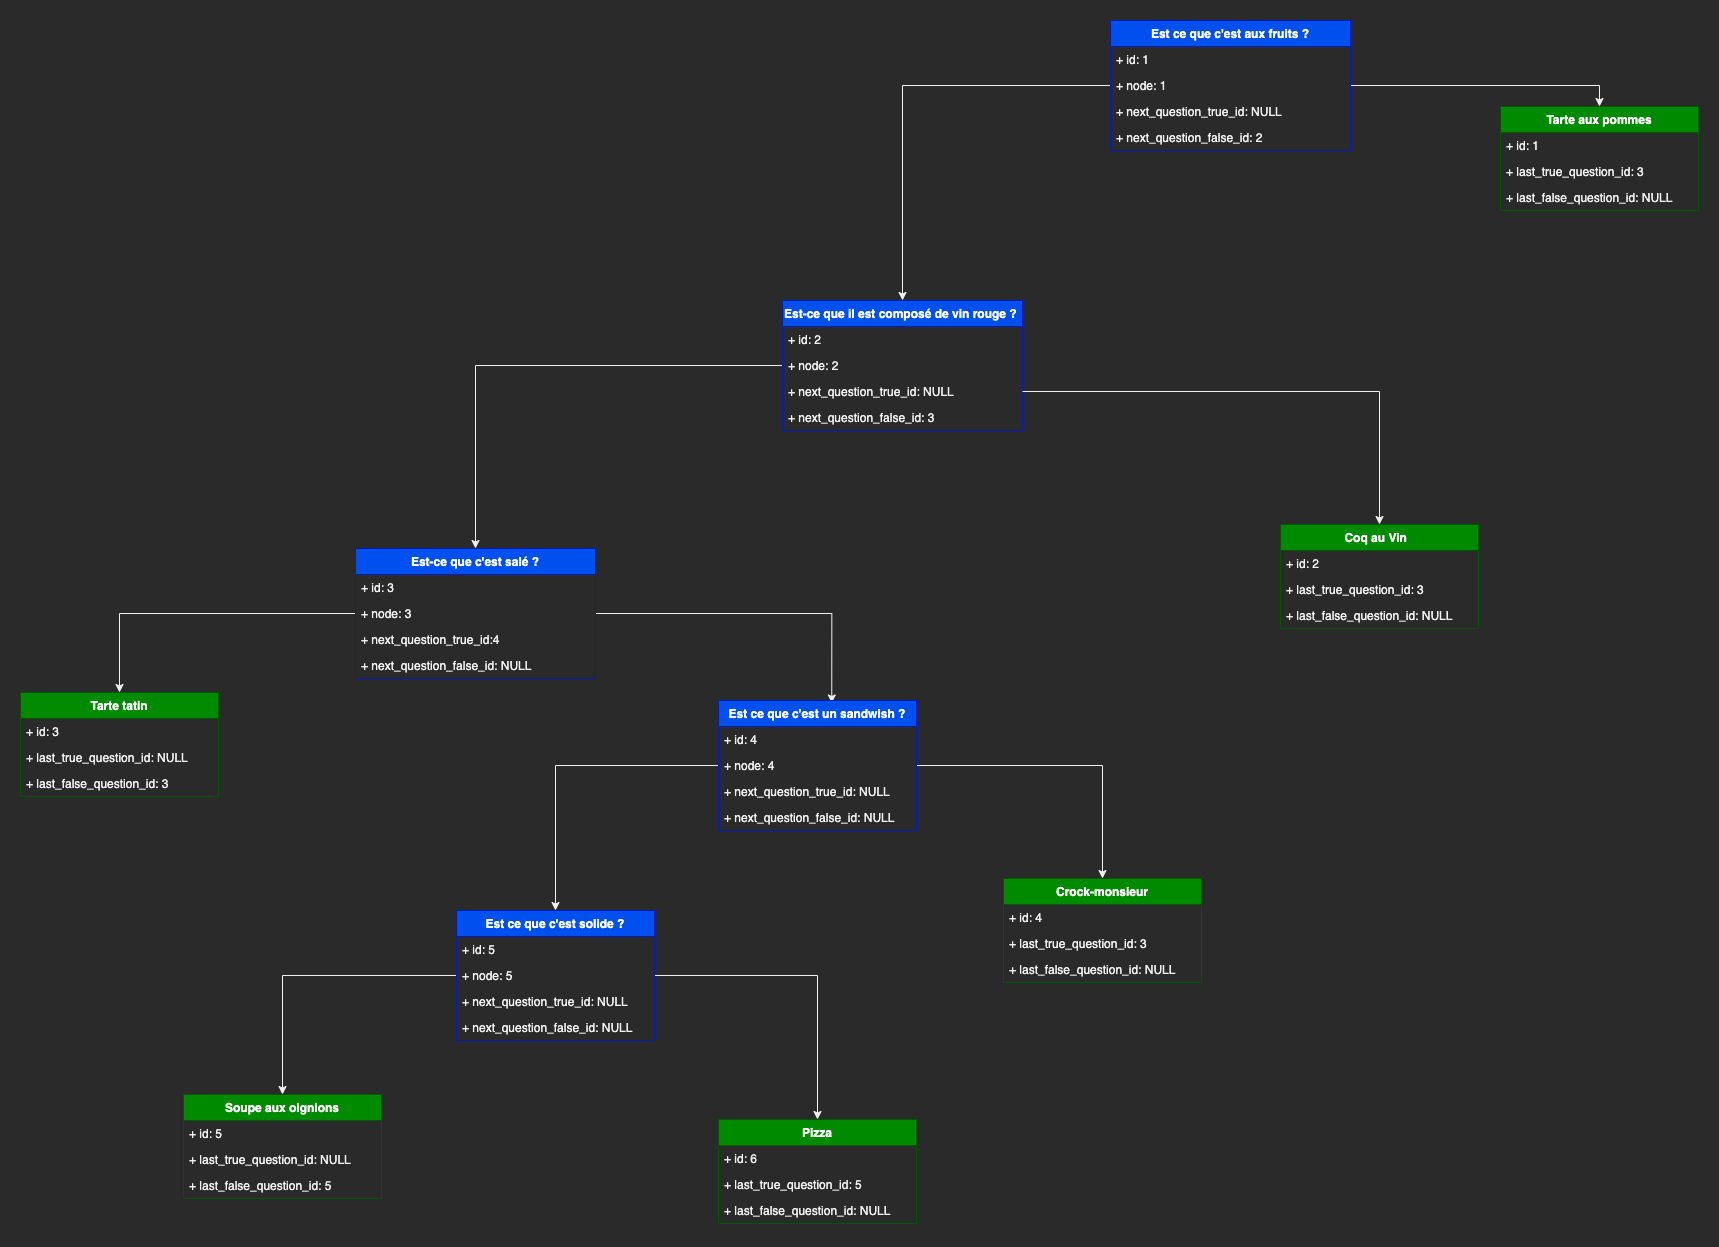 Est ce que c'est aux fruits ?
+ id: 1
+ node: 1
+ next_question_true_id: NULL
+ next_question_false_id: 2
Tarte aux pommes
+ id: 1
+ last_true_question_id: 3
+ last_false_question_id: NULL
Est-ce que il est composé de vin rouge ?
+ id: 2
+ node: 2
+ next_question_true_id: NULL
+ next_question_false_id: 3
Coq au Vin
+ id: 2
+ last_true_question_id: 3
+ last_false_question_id: NULL
Est-ce que c'est salé ?
+ id: 3
+ node: 3
+ next_question_true_id:4
+ next_question_false_id: NULL
Tarte tatin
+ id: 3
+ last_true_question_id: NULL
+ last_false_question_id: 3
Est ce que c'est un sandwish ?
+ id: 4
+ node: 4
+ next_question_true_id: NULL
+ next_question_false_id: NULL
Crock-monsieur
+ id: 4
+ last_true_question_id: 3
+ last_false_question_id: NULL
Est ce que c'est solide ?
+ id: 5
+ node: 5
+ next_question_true_id: NULL
+ next_question_false_id: NULL
Soupe aux oignions
+ id: 5
+ last_true_question_id: NULL
+ last_false_question_id: 5
Pizza
+ id: 6
+ last_true_question_id: 5
+ last_false_question_id: NULL